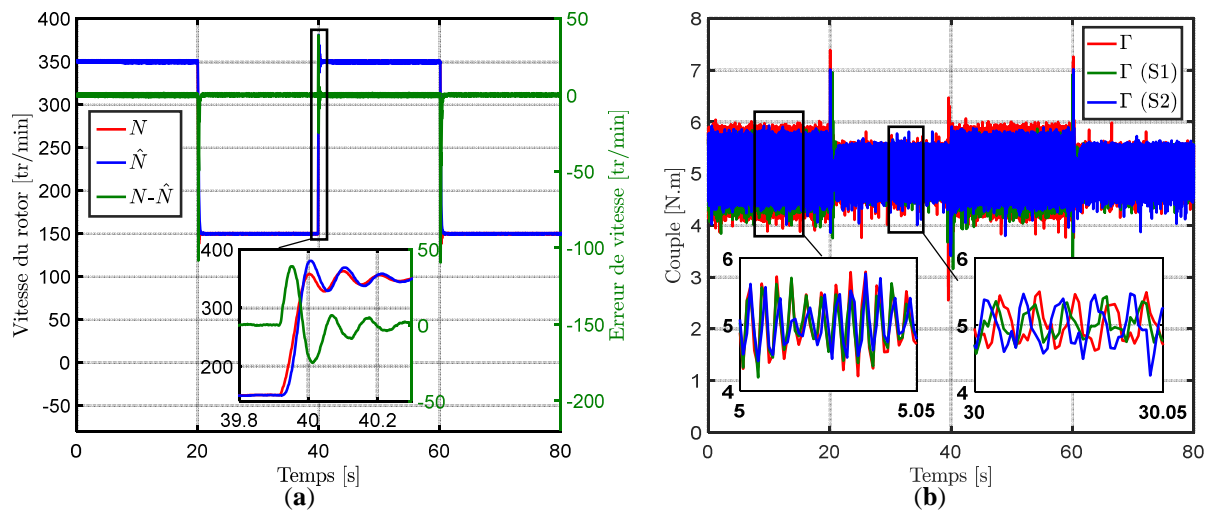 400
350
300
250
200
150
100
50
0
-50
Vitesse du rotor [tr/min]
50
0
-50
-100
-150
-200
Erreur de vitesse [tr/min]
N
N̂
N-N̂
400
300
200
50
0
-50
39.8 40 40.2
0 20 40 60 80
Temps [s]
(a)
8
7
6
5
4
3
2
1
0
Couple [N.m]
Γ
Γ (S1)
Γ (S2)
6
5
4
5 5.05
6
5
4
30 30.05
0 20 40 60 80
Temps [s]
(b)